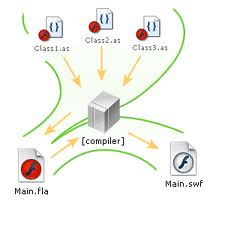 Class1.as
Class2.as
Class3.as
[compiler]
Main.fla
Main.swf